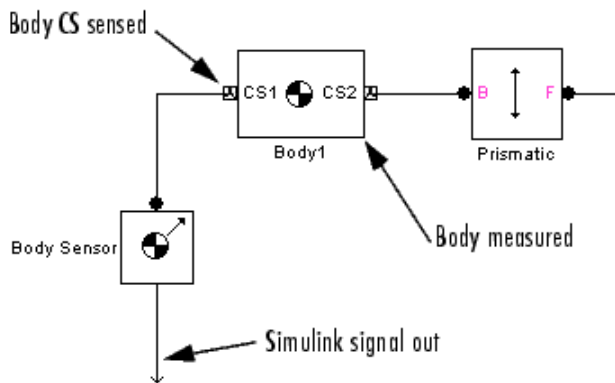 Body CS sensed
CS1 CS2
B F
Body1
Prismatic
Body measured
Body Sensor
Simulink signal out